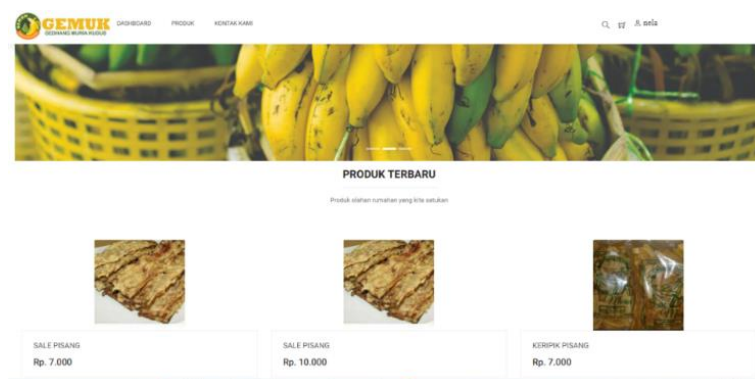 GEMUK
DASHBOARD PRODUK KONTAK KAMI
anis
PRODUK TERBARU
Produk olahan rumahan yang kita satukan
SALE PISANG
Rp. 7.000
SALE PISANG
Rp. 10.000
KERIPIK PISANG
Rp. 7.000